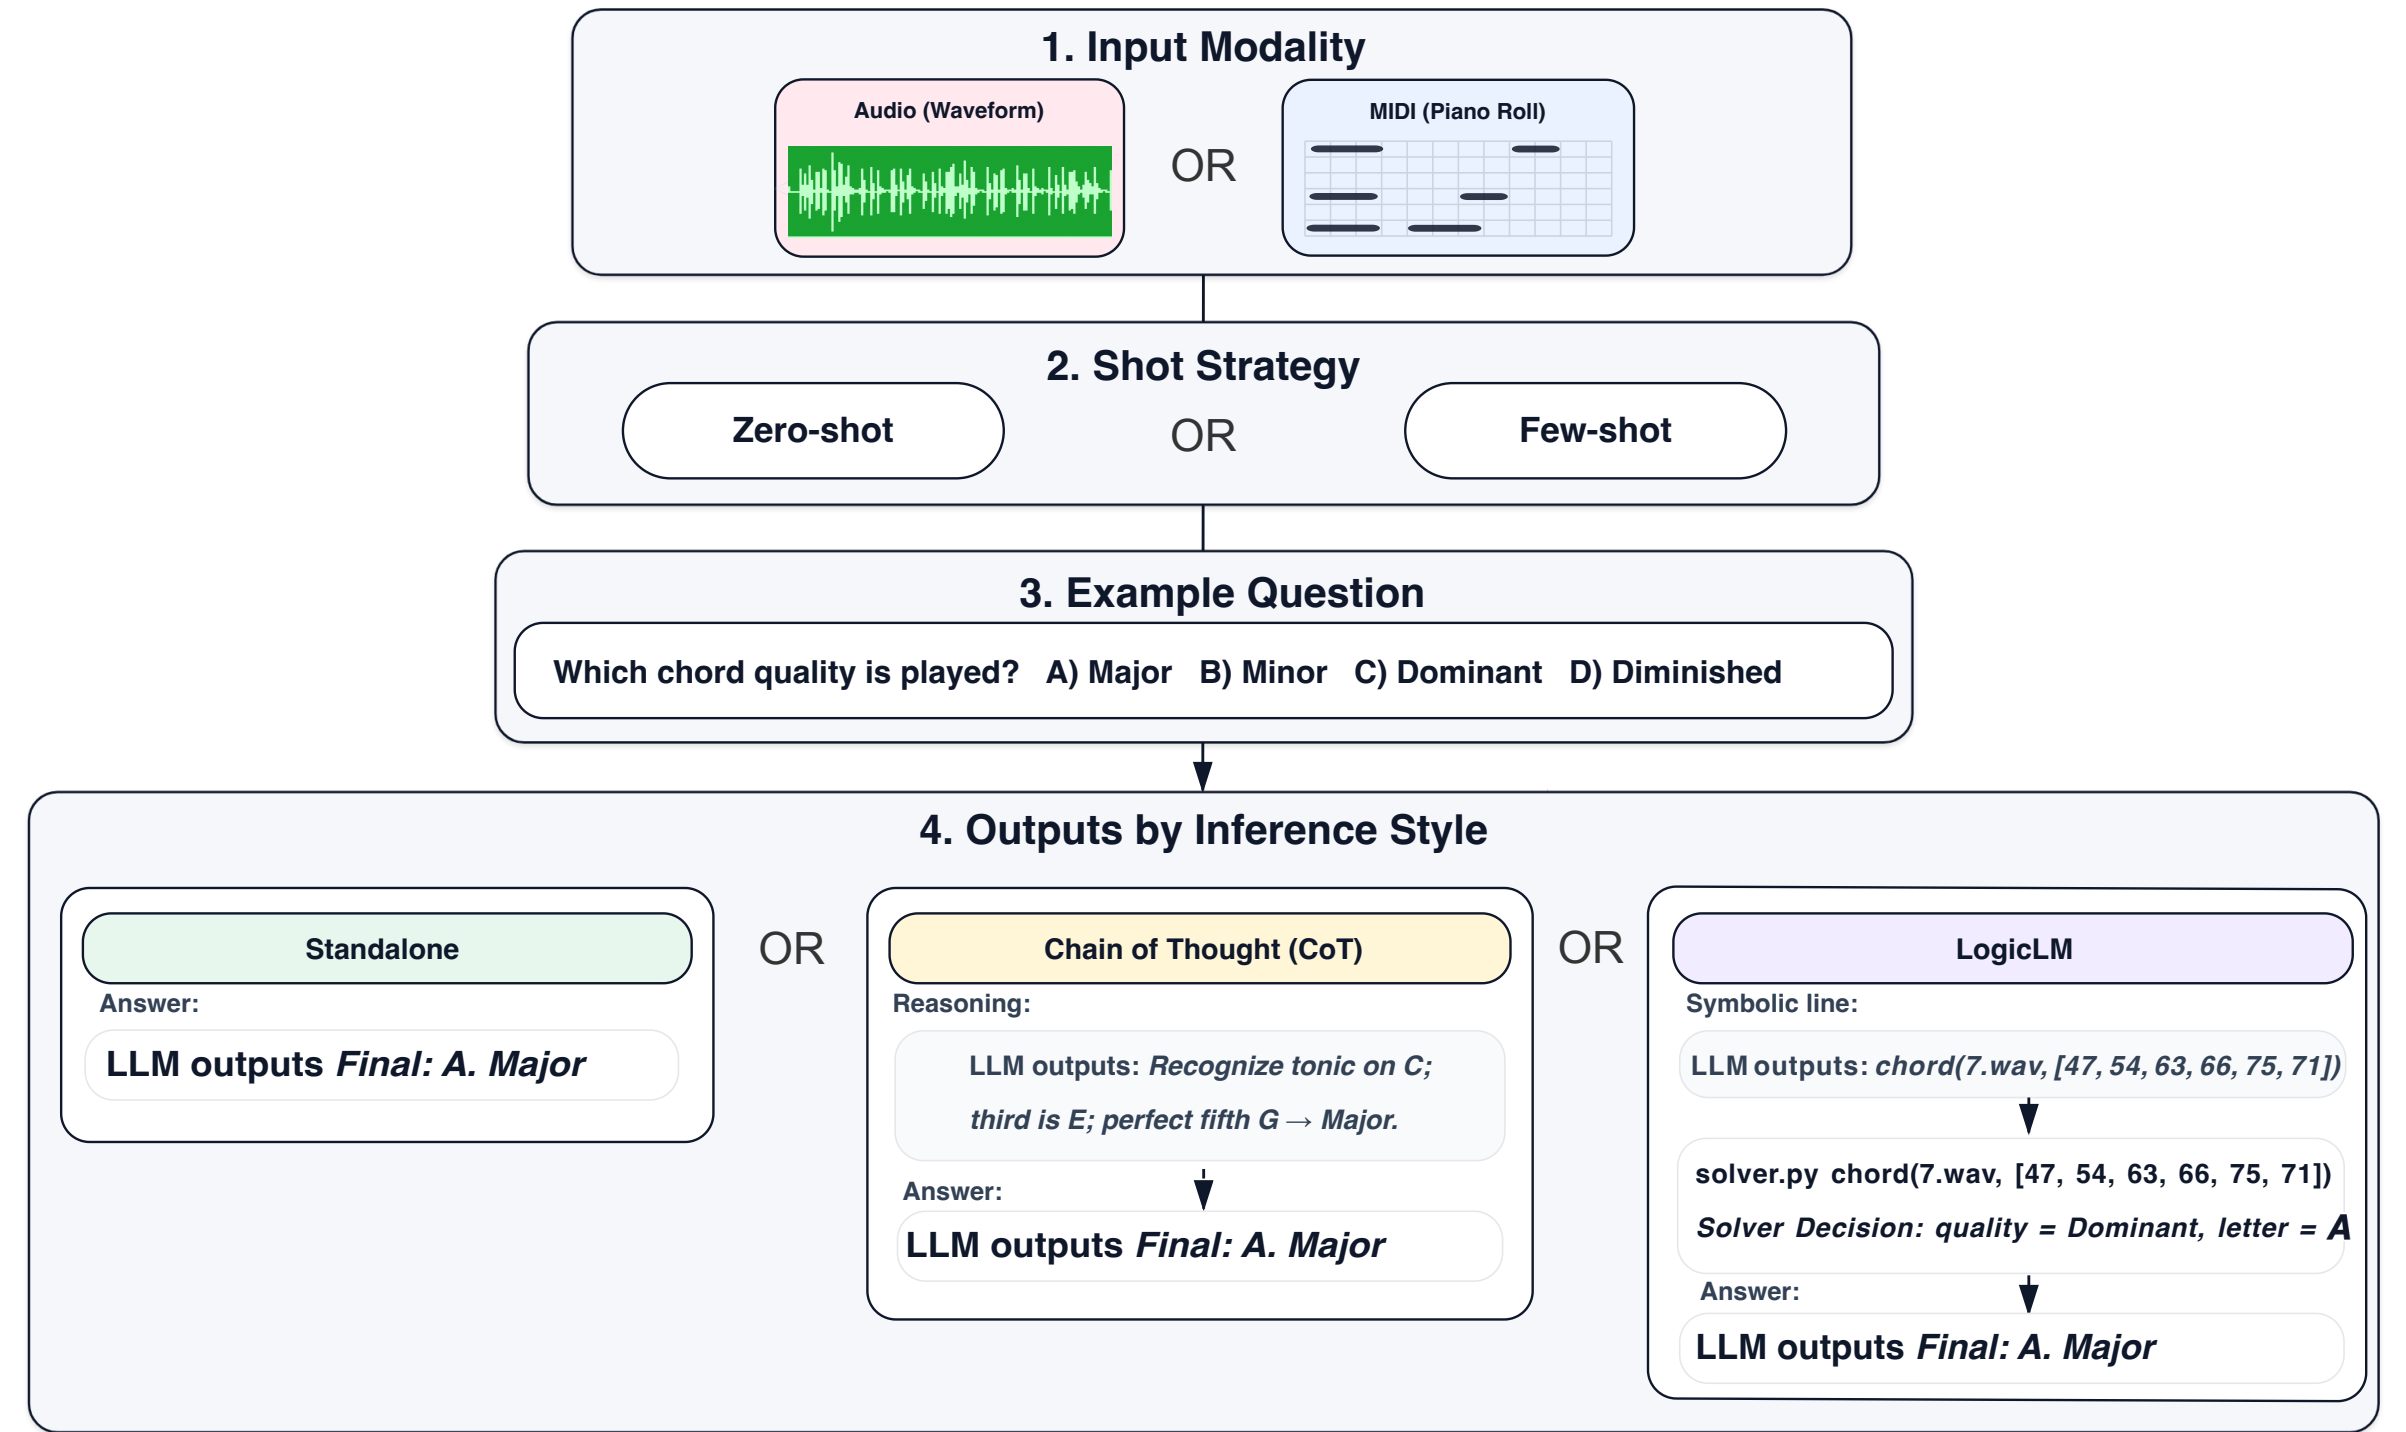 1. Input Modality
Audio (Waveform)
OR
MIDI (Piano Roll)
2. Shot Strategy
Zero-shot
OR
Few-shot
3. Example Question
Which chord quality is played? A) Major B) Minor C) Dominant D) Diminished
4. Outputs by Inference Style
Standalone
Answer:
LLM outputs Final: A. Major
OR
Chain of Thought (CoT)
Reasoning:
LLM outputs: Recognize tonic on C;
third is E; perfect fifth G → Major.
Answer:
LLM outputs Final: A. Major
OR
LogicLM
Symbolic line:
LLM outputs: chord(7.wav, [47, 54, 63, 66, 75, 71])
solver.py chord(7.wav, [47, 54, 63, 66, 75, 71])
Solver Decision: quality = Dominant, letter = A
Answer:
LLM outputs Final: A. Major